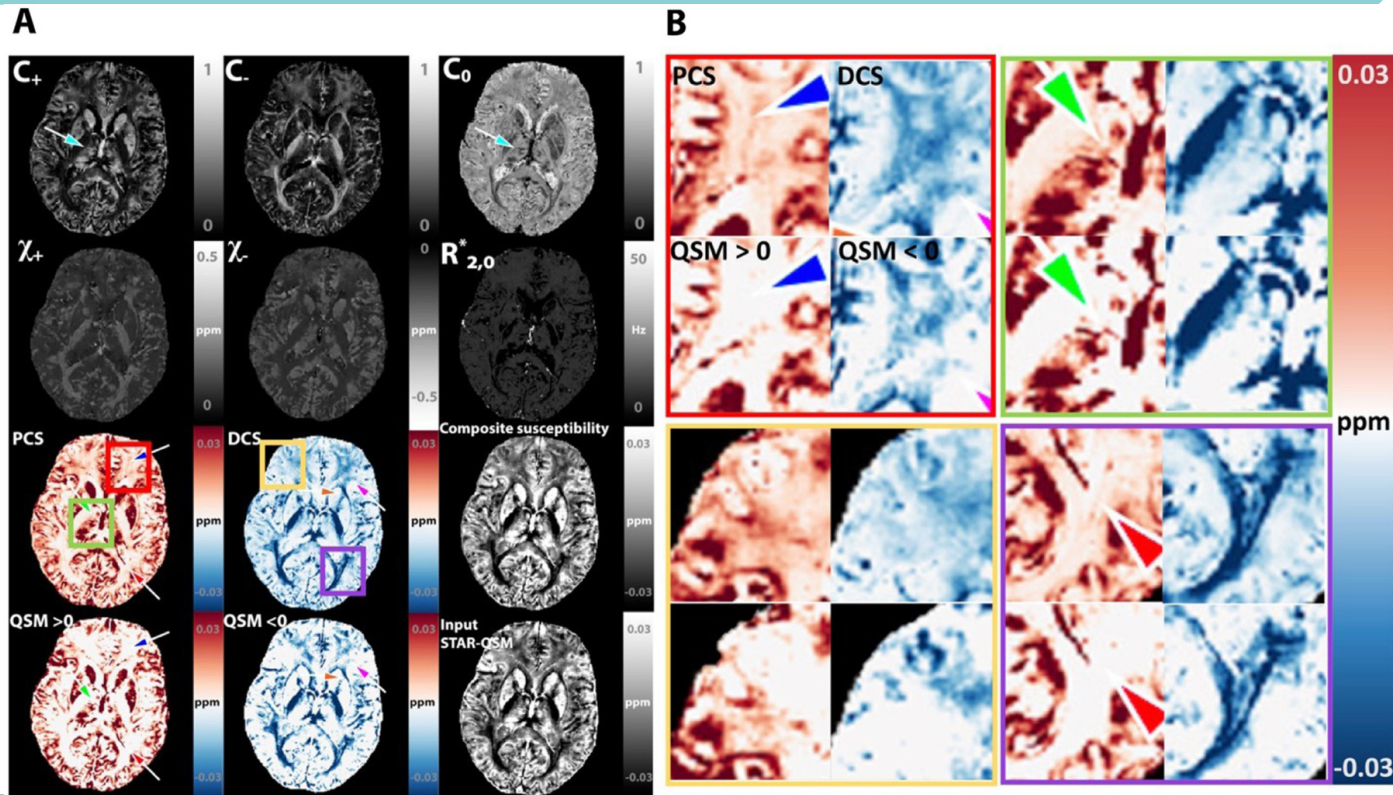 A
B
C+
1
0
C-
1
0
C0
1
0
χ+
0.5
ppm
0
χ-
0
ppm
-0.5
R*2,0
50
Hz
0
PCS
0.03
ppm
-0.03
DCS
0.03
ppm
-0.03
Composite susceptibility
0.03
ppm
-0.03
QSM >0
0.03
ppm
-0.03
QSM <0
0.03
ppm
-0.03
Input
STAR-QSM
0.03
ppm
-0.03
PCS
DCS
QSM > 0
QSM < 0
0.03
ppm
-0.03